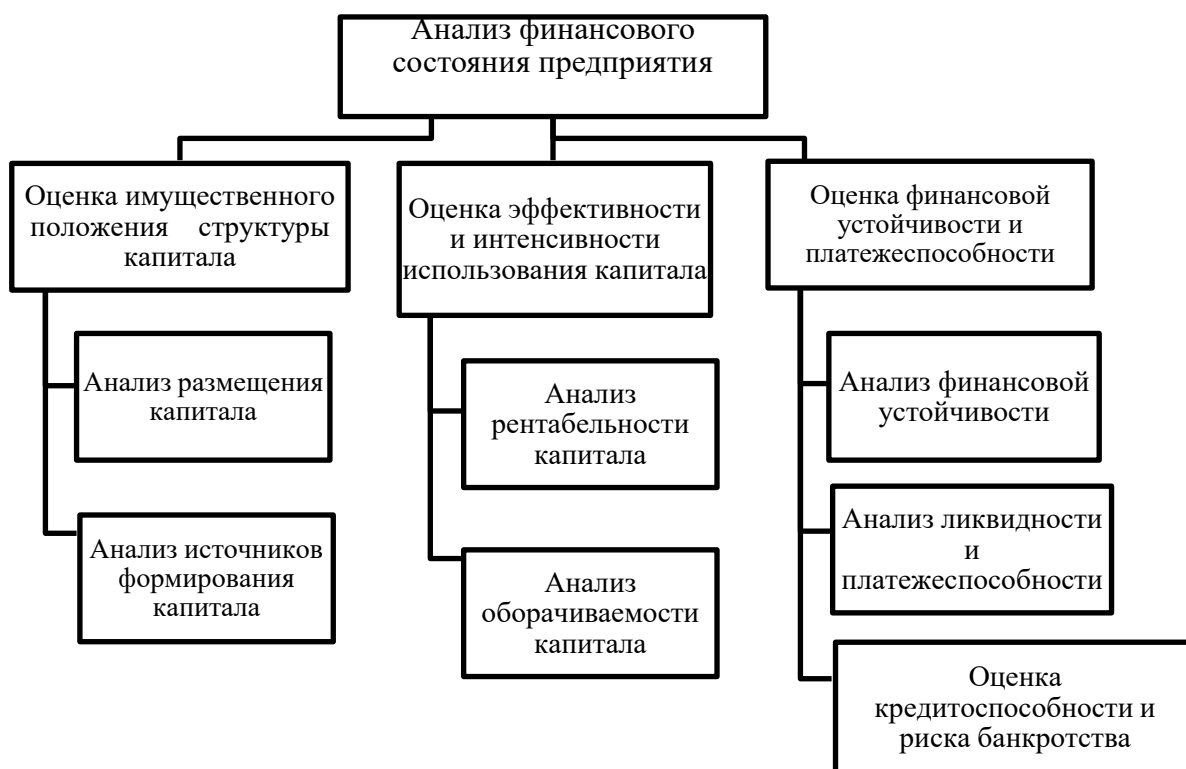 Анализ финансового
состояния предприятия
Оценка имущественного
положения структуры
капитала
Анализ размещения
капитала
Анализ источников
формирования
капитала
Оценка эффективности
и интенсивности
использования капитала
Анализ
рентабельности
капитала
Анализ
оборачиваемости
капитала
Оценка финансовой
устойчивости и
платежеспособности
Анализ финансовой
устойчивости
Анализ ликвидности
и
платежеспособности
Оценка
кредитоспособности и
риска банкротства